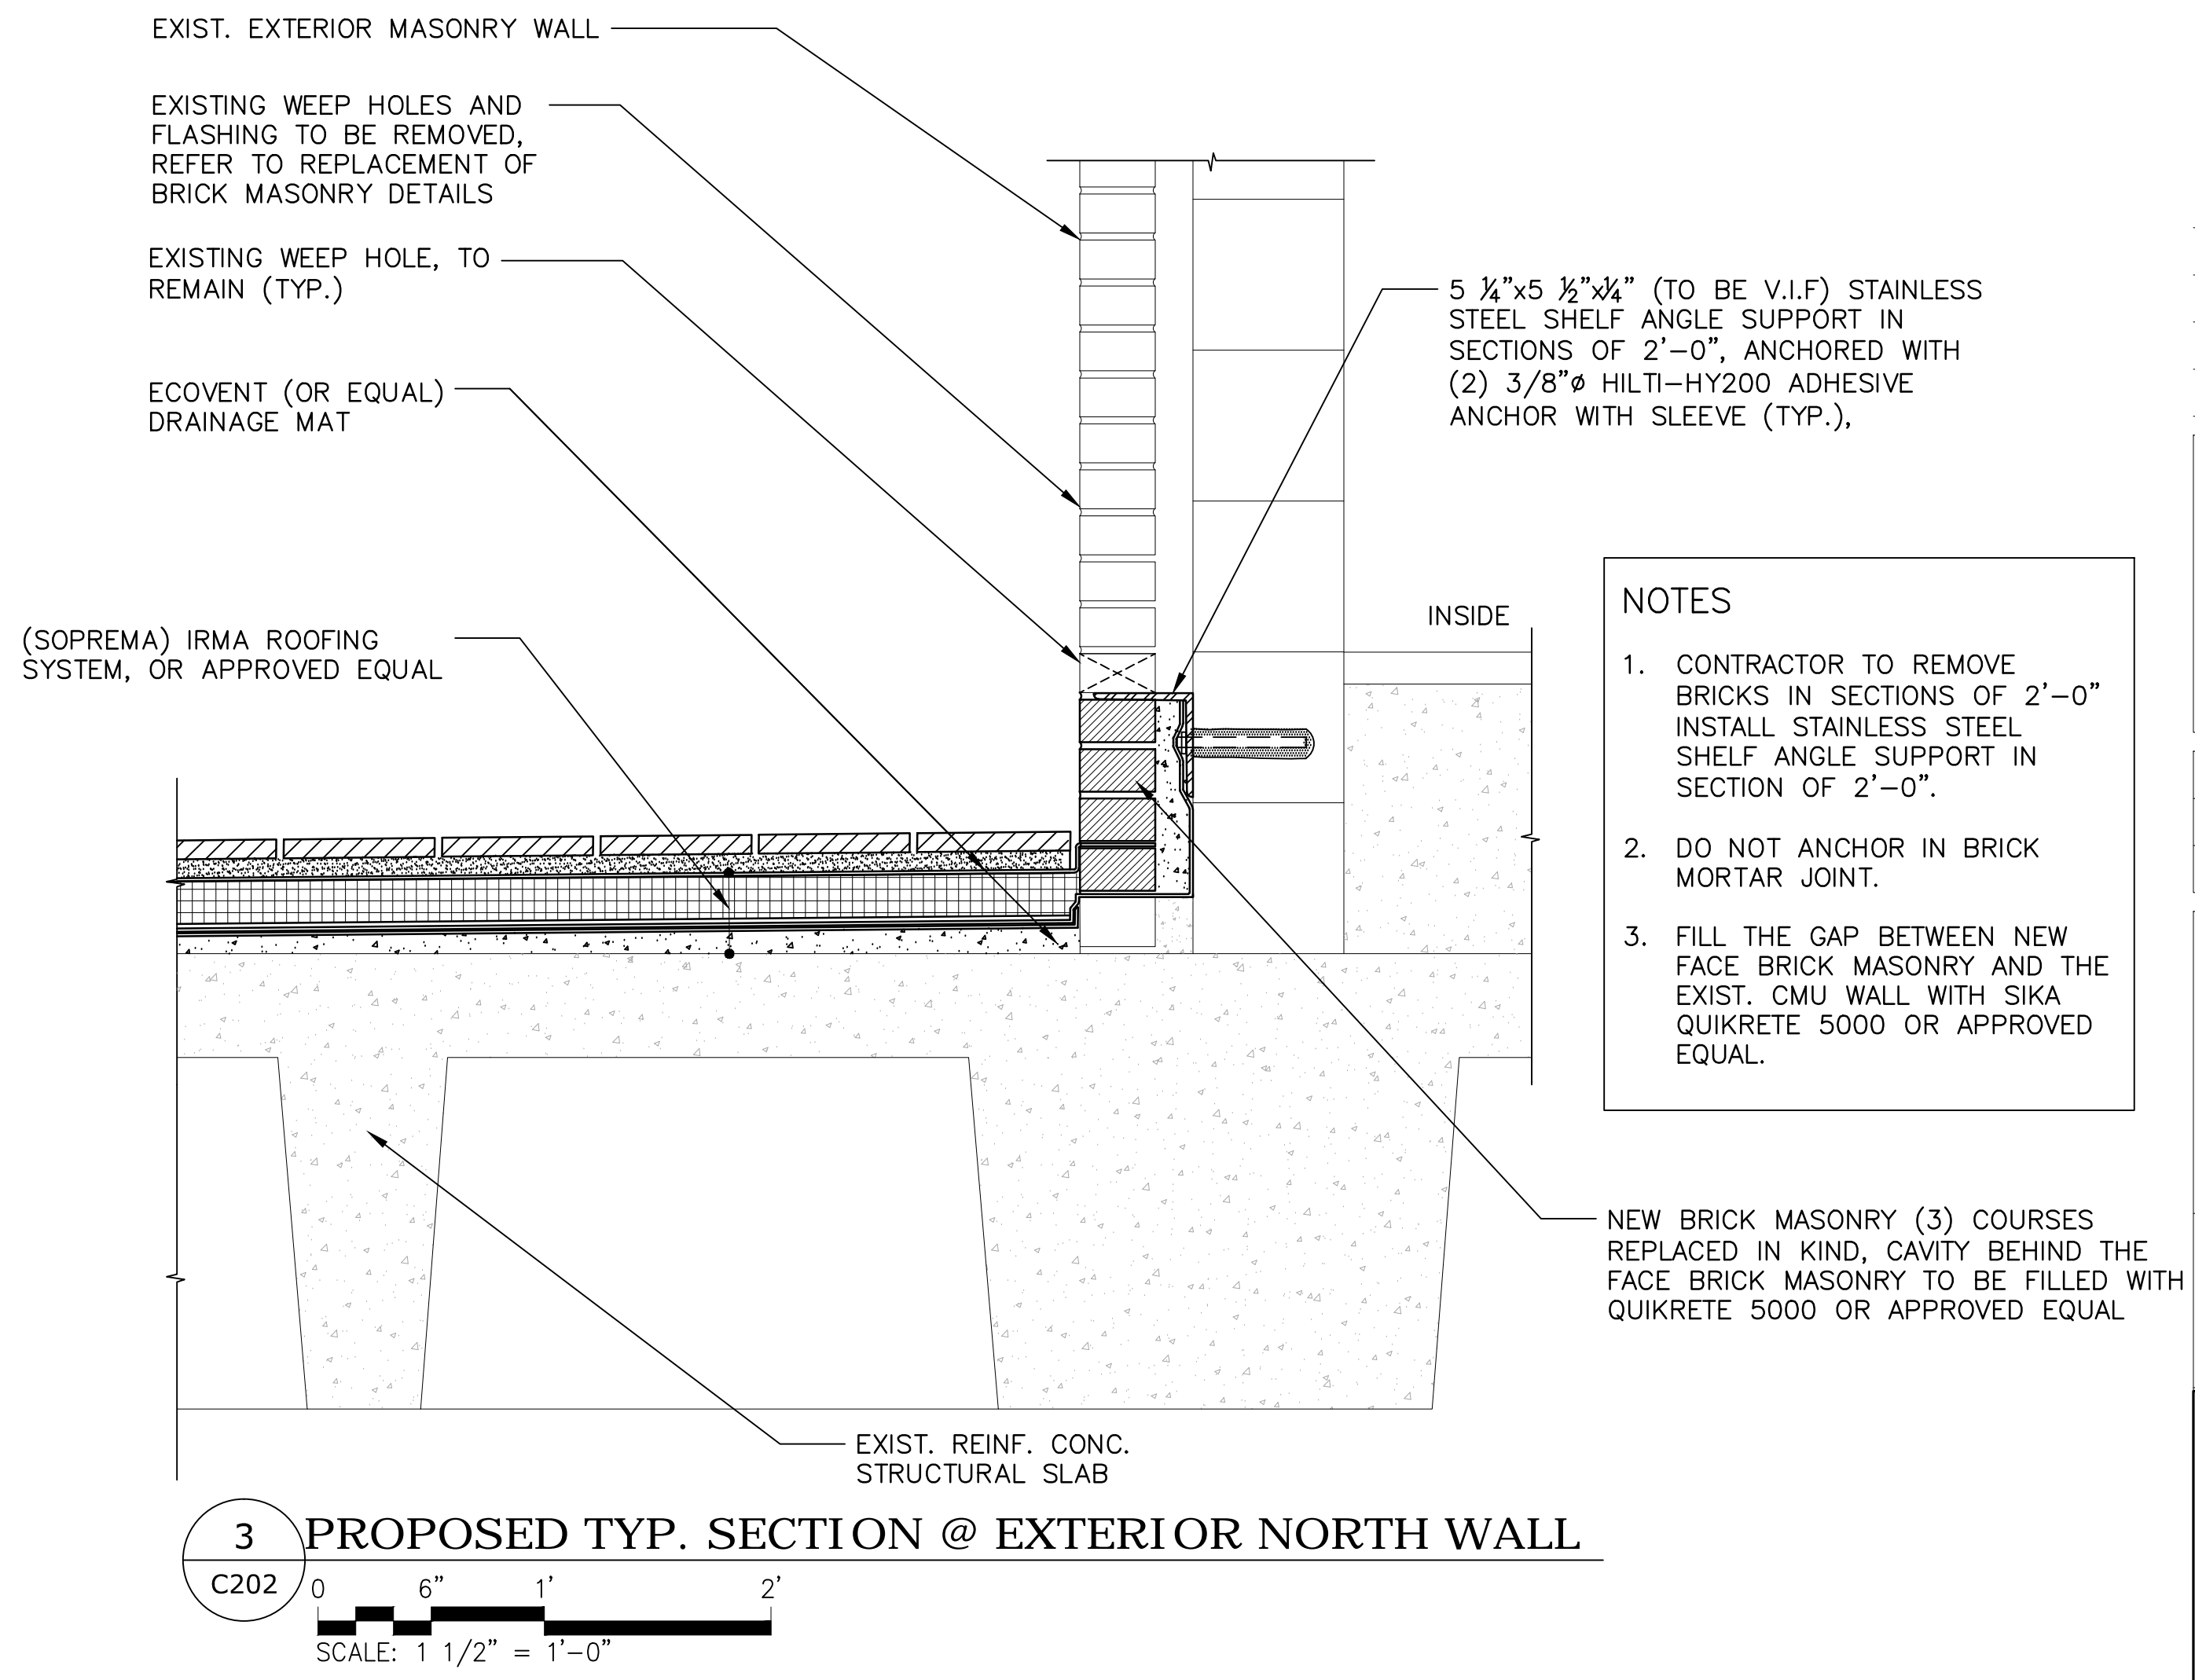 EXIST. EXTERIOR MASONRY WALL
EXISTING WEEP HOLES AND
FLASHING TO BE REMOVED,
REFER TO REPLACEMENT OF
BRICK MASONRY DETAILS
EXISTING WEEP HOLE, TO
REMAIN (TYP.)
ECOVENT (OR EQUAL)
DRAINAGE MAT
(SOPREMA) IRMA ROOFING
SYSTEM, OR APPROVED EQUAL
5 ¼"x5 ½"x¼" (TO BE V.I.F) STAINLESS
STEEL SHELF ANGLE SUPPORT IN
SECTIONS OF 2'-0", ANCHORED WITH
(2) 3/8"ø HILTI-HY200 ADHESIVE
ANCHOR WITH SLEEVE (TYP.),
INSIDE
NOTES
1. CONTRACTOR TO REMOVE
BRICKS IN SECTIONS OF 2'-0"
INSTALL STAINLESS STEEL
SHELF ANGLE SUPPORT IN
SECTION OF 2'-0".
2. DO NOT ANCHOR IN BRICK
MORTAR JOINT.
3. FILL THE GAP BETWEEN NEW
FACE BRICK MASONRY AND THE
EXIST. CMU WALL WITH SIKA
QUIKRETE 5000 OR APPROVED
EQUAL.
NEW BRICK MASONRY (3) COURSES
REPLACED IN KIND, CAVITY BEHIND THE
FACE BRICK MASONRY TO BE FILLED WITH
QUIKRETE 5000 OR APPROVED EQUAL
EXIST. REINF. CONC.
STRUCTURAL SLAB
3
C202
PROPOSED TYP. SECTION @ EXTERIOR NORTH WALL
0 6" 1' 2'
SCALE: 1 1/2" = 1'-0"